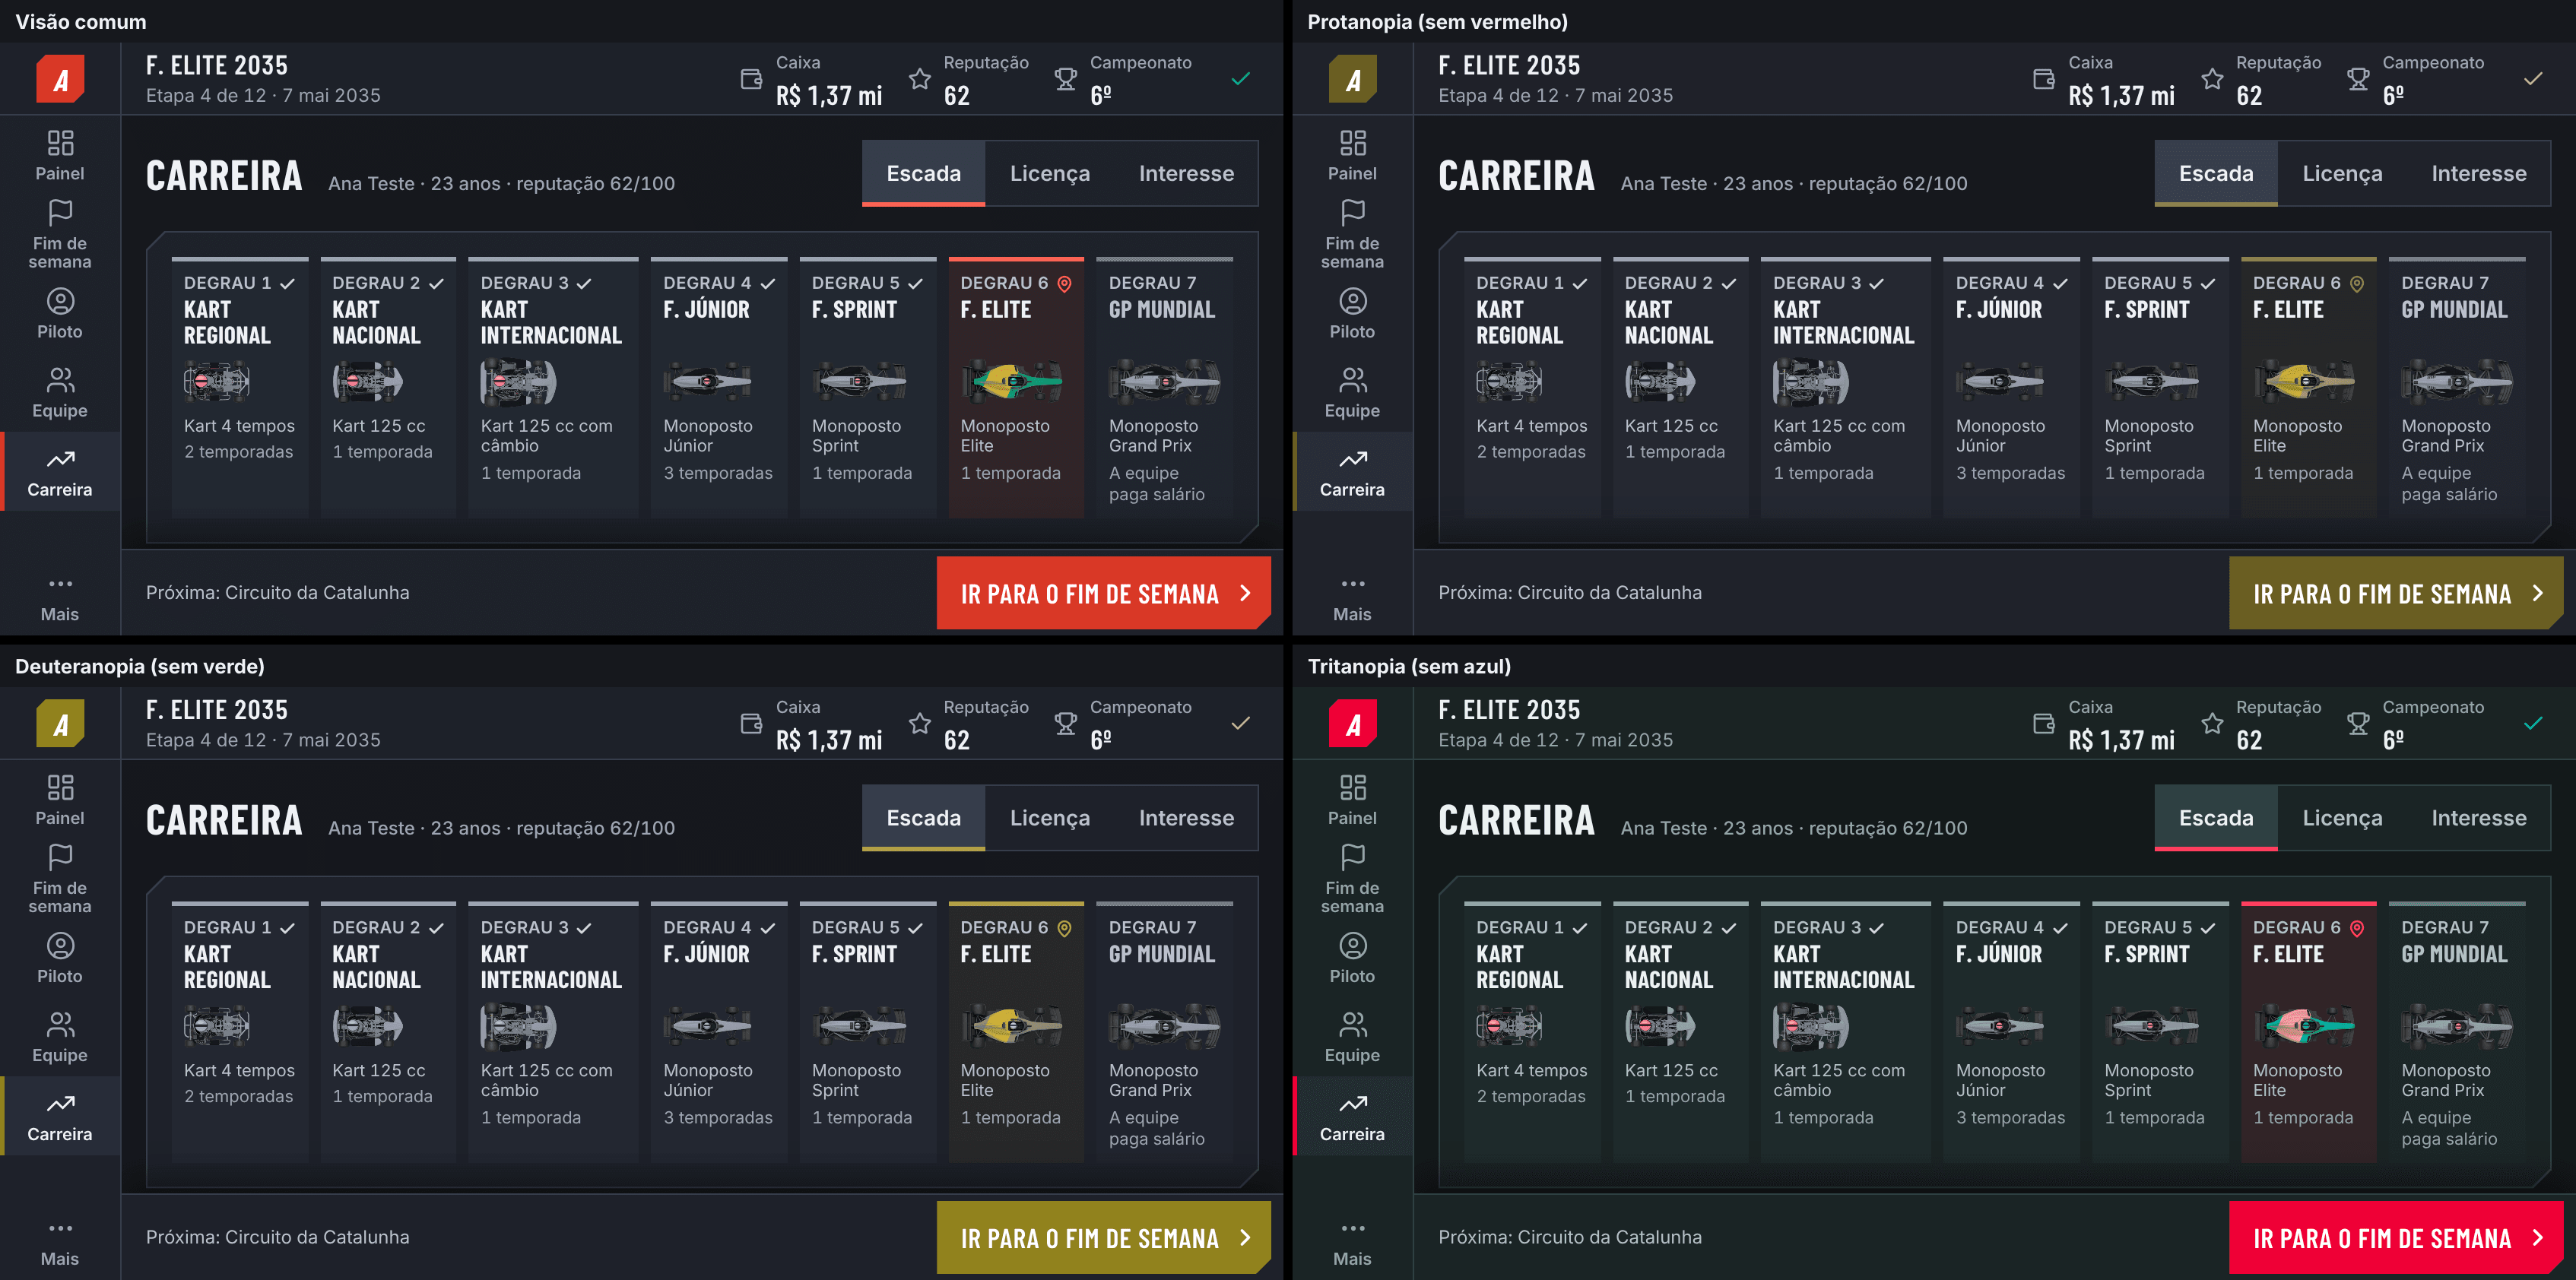 Visão comum
A
F. ELITE 2035
Etapa 4 de 12 · 7 mai 2035
Caixa
R$ 1,37 mi
Reputação
62
Campeonato
6º
Painel
Fim de
semana
Piloto
Equipe
Carreira
Mais
CARREIRA
Ana Teste · 23 anos · reputação 62/100
Escada
Licença
Interesse
DEGRAU 1
KART
REGIONAL
Kart 4 tempos
2 temporadas
DEGRAU 2
KART
NACIONAL
Kart 125 cc
1 temporada
DEGRAU 3
KART
INTERNACIONAL
Kart 125 cc com
câmbio
1 temporada
DEGRAU 4
F. JÚNIOR
Monoposto
Júnior
3 temporadas
DEGRAU 5
F. SPRINT
Monoposto
Sprint
1 temporada
DEGRAU 6
F. ELITE
Monoposto
Elite
1 temporada
DEGRAU 7
GP MUNDIAL
Monoposto
Grand Prix
A equipe
paga salário
Próxima: Circuito da Catalunha
IR PARA O FIM DE SEMANA
Protanopia (sem vermelho)
A
F. ELITE 2035
Etapa 4 de 12 · 7 mai 2035
Caixa
R$ 1,37 mi
Reputação
62
Campeonato
6º
Painel
Fim de
semana
Piloto
Equipe
Carreira
Mais
CARREIRA
Ana Teste · 23 anos · reputação 62/100
Escada
Licença
Interesse
DEGRAU 1
KART
REGIONAL
Kart 4 tempos
2 temporadas
DEGRAU 2
KART
NACIONAL
Kart 125 cc
1 temporada
DEGRAU 3
KART
INTERNACIONAL
Kart 125 cc com
câmbio
1 temporada
DEGRAU 4
F. JÚNIOR
Monoposto
Júnior
3 temporadas
DEGRAU 5
F. SPRINT
Monoposto
Sprint
1 temporada
DEGRAU 6
F. ELITE
Monoposto
Elite
1 temporada
DEGRAU 7
GP MUNDIAL
Monoposto
Grand Prix
A equipe
paga salário
Próxima: Circuito da Catalunha
IR PARA O FIM DE SEMANA
Deuteranopia (sem verde)
A
F. ELITE 2035
Etapa 4 de 12 · 7 mai 2035
Caixa
R$ 1,37 mi
Reputação
62
Campeonato
6º
Painel
Fim de
semana
Piloto
Equipe
Carreira
Mais
CARREIRA
Ana Teste · 23 anos · reputação 62/100
Escada
Licença
Interesse
DEGRAU 1
KART
REGIONAL
Kart 4 tempos
2 temporadas
DEGRAU 2
KART
NACIONAL
Kart 125 cc
1 temporada
DEGRAU 3
KART
INTERNACIONAL
Kart 125 cc com
câmbio
1 temporada
DEGRAU 4
F. JÚNIOR
Monoposto
Júnior
3 temporadas
DEGRAU 5
F. SPRINT
Monoposto
Sprint
1 temporada
DEGRAU 6
F. ELITE
Monoposto
Elite
1 temporada
DEGRAU 7
GP MUNDIAL
Monoposto
Grand Prix
A equipe
paga salário
Próxima: Circuito da Catalunha
IR PARA O FIM DE SEMANA
Tritanopia (sem azul)
A
F. ELITE 2035
Etapa 4 de 12 · 7 mai 2035
Caixa
R$ 1,37 mi
Reputação
62
Campeonato
6º
Painel
Fim de
semana
Piloto
Equipe
Carreira
Mais
CARREIRA
Ana Teste · 23 anos · reputação 62/100
Escada
Licença
Interesse
DEGRAU 1
KART
REGIONAL
Kart 4 tempos
2 temporadas
DEGRAU 2
KART
NACIONAL
Kart 125 cc
1 temporada
DEGRAU 3
KART
INTERNACIONAL
Kart 125 cc com
câmbio
1 temporada
DEGRAU 4
F. JÚNIOR
Monoposto
Júnior
3 temporadas
DEGRAU 5
F. SPRINT
Monoposto
Sprint
1 temporada
DEGRAU 6
F. ELITE
Monoposto
Elite
1 temporada
DEGRAU 7
GP MUNDIAL
Monoposto
Grand Prix
A equipe
paga salário
Próxima: Circuito da Catalunha
IR PARA O FIM DE SEMANA